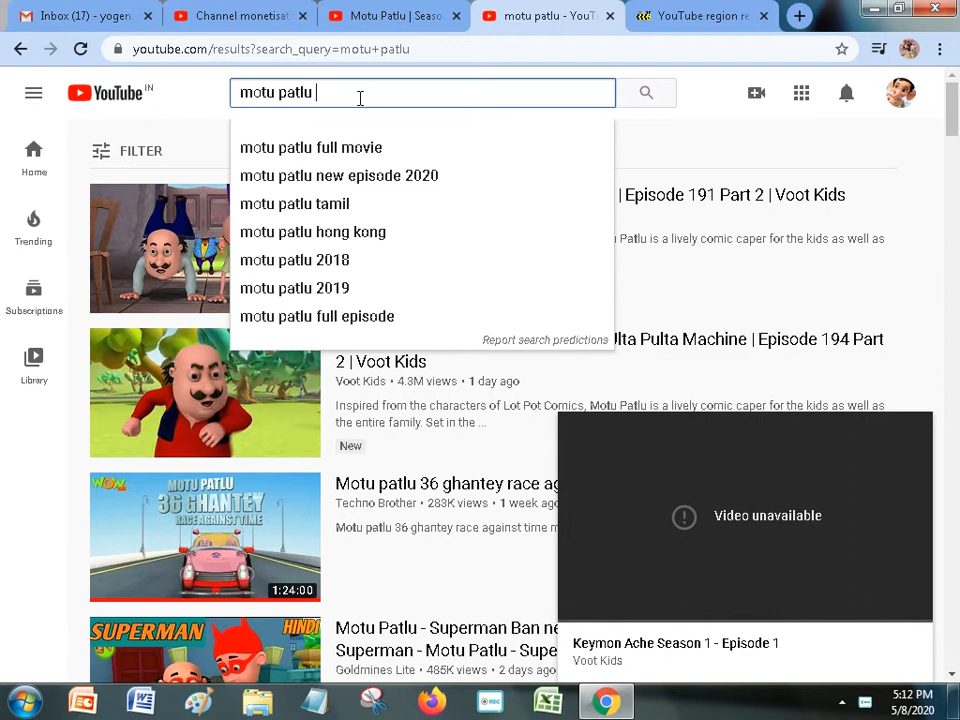 Inbox (17) - yogen
Channel monetisat
Motu Patlu | Seaso
motu patlu - YouT
YouTube region re
youtube.com/results?search_query=motu+patlu
YouTube IN
motu patlu
motu patlu full movie
motu patlu new episode 2020
motu patlu tamil
motu patlu hong kong
motu patlu 2018
motu patlu 2019
motu patlu full episode
Report search predictions
Home
Trending
Subscriptions
Library
FILTER
| Episode 191 Part 2 | Voot Kids
Patlu is a lively comic caper for the kids as well as
Ulta Pulta Machine | Episode 194 Part
2 | Voot Kids
Voot Kids • 4.3M views • 1 day ago
Inspired from the characters of Lot Pot Comics, Motu Patlu is a lively comic caper for the kids as well as
the entire family. Set in the ...
New
WOW
MOTU PATLU
36 GHANTEY
RACE AGAINST TIME
1:24:00
Motu patlu 36 ghantey race ag
Techno Brother • 283K views • 1 week ago
Motu patlu 36 ghantey race against time m
SUPERMAN
HINDI
Motu Patlu - Superman Ban ne
Superman - Motu Patlu - Supe
Goldmines Lite • 485K views • 2 days ago
Video unavailable
Keymon Ache Season 1 - Episode 1
Voot Kids
REC
5:12 PM
5/8/2020